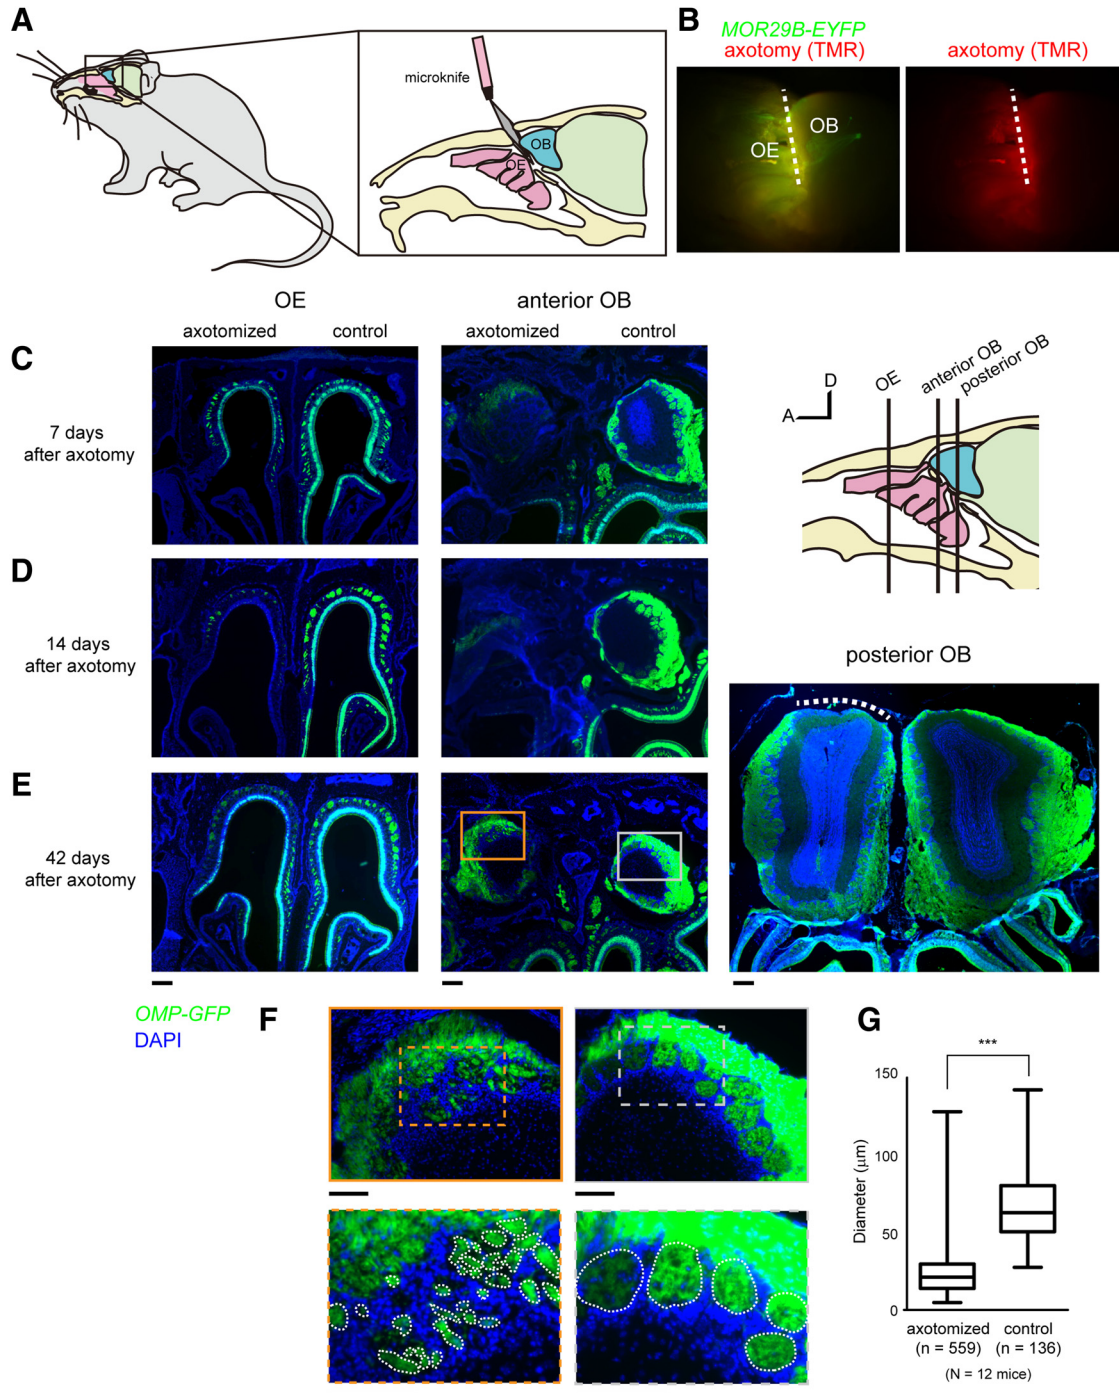 A
microknife
OB
OE
B
MOR29B-EYFP
axotomy (TMR)
axotomy (TMR)
OE
OB
OE
anterior OB
axotomized
control
axotomized
control
C
7 days
after axotomy
D
A
OE
anterior OB
posterior OB
D
14 days
after axotomy
posterior OB
E
42 days
after axotomy
OMP-GFP
DAPI
F
G
***
Diameter (μm)
150
100
50
0
axotomized
(n = 559)
control
(n = 136)
(N = 12 mice)